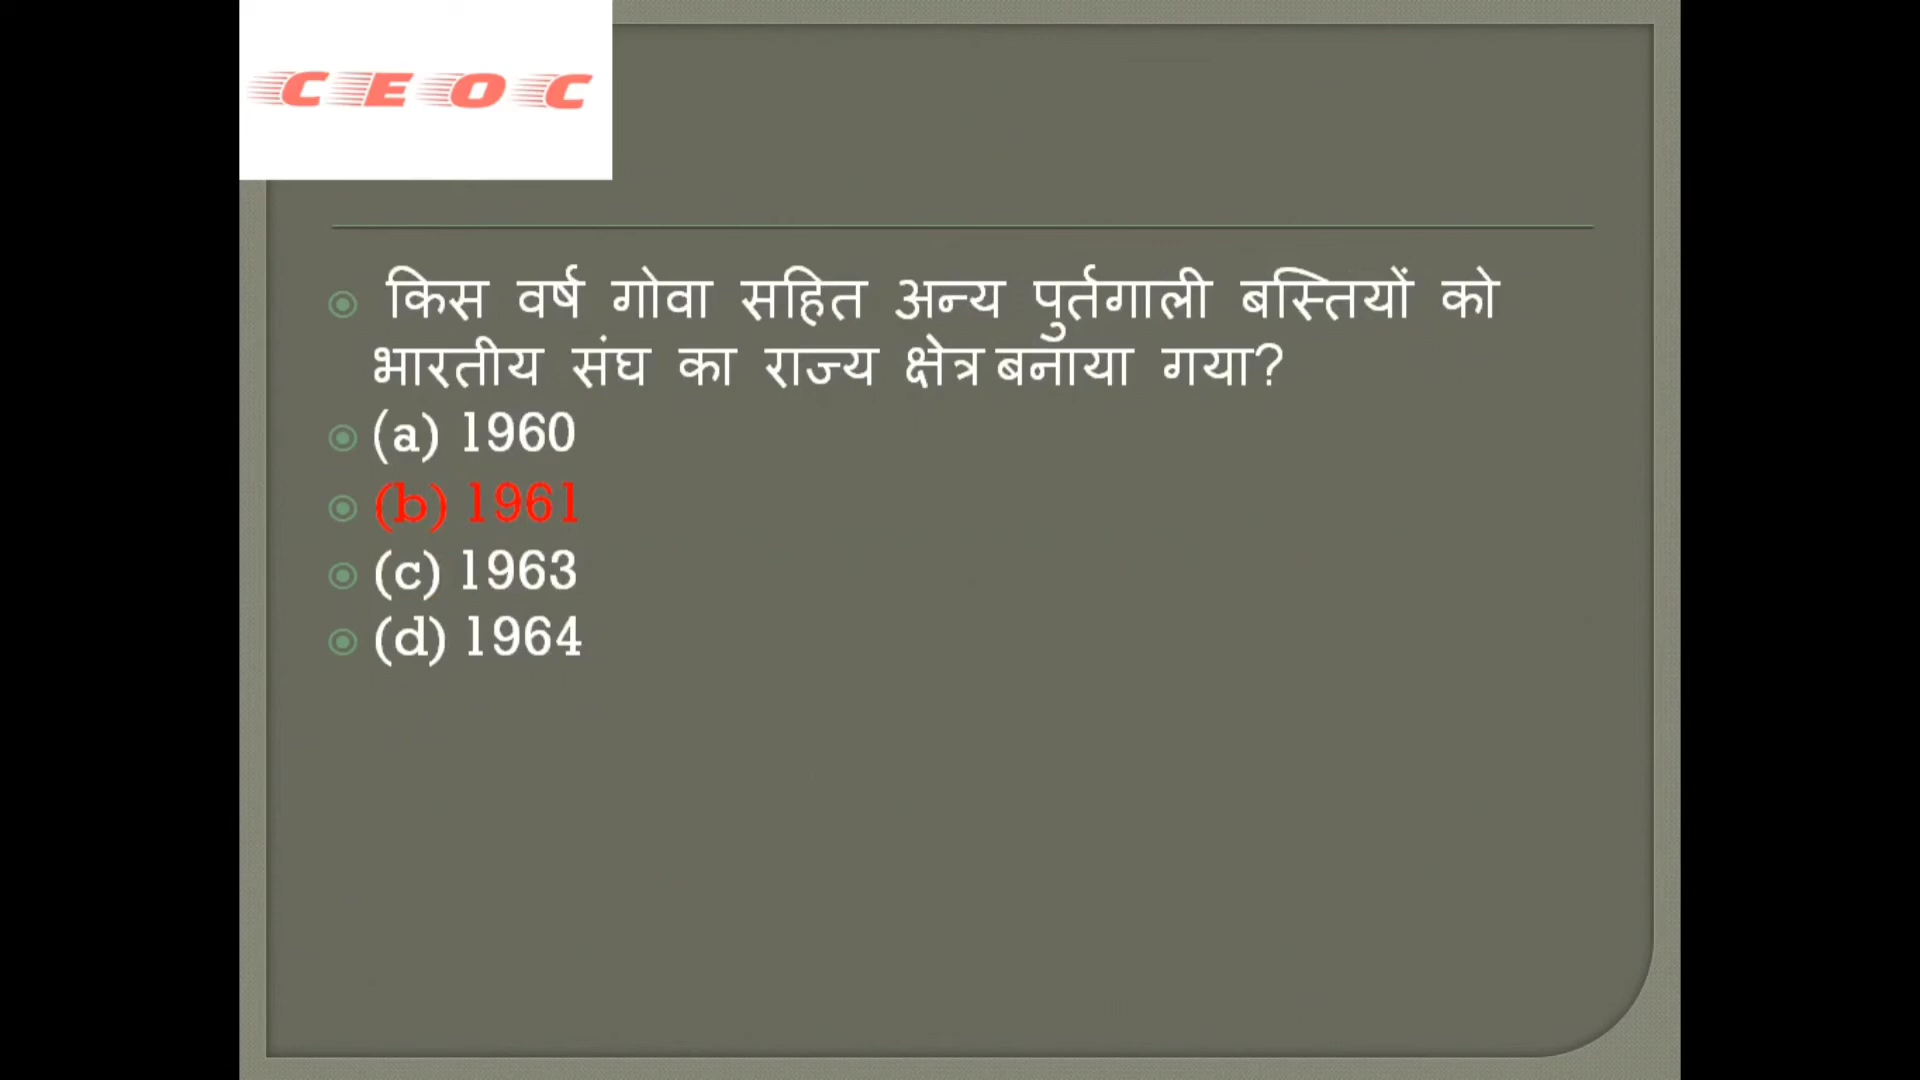 CEOC
किस वर्ष गोवा सहित अन्य पुर्तगाली बस्तियों को
भारतीय संघ का राज्य क्षेत्र बनाया गया?
(a) 1960
(b) 1961
(c) 1963
(d) 1964